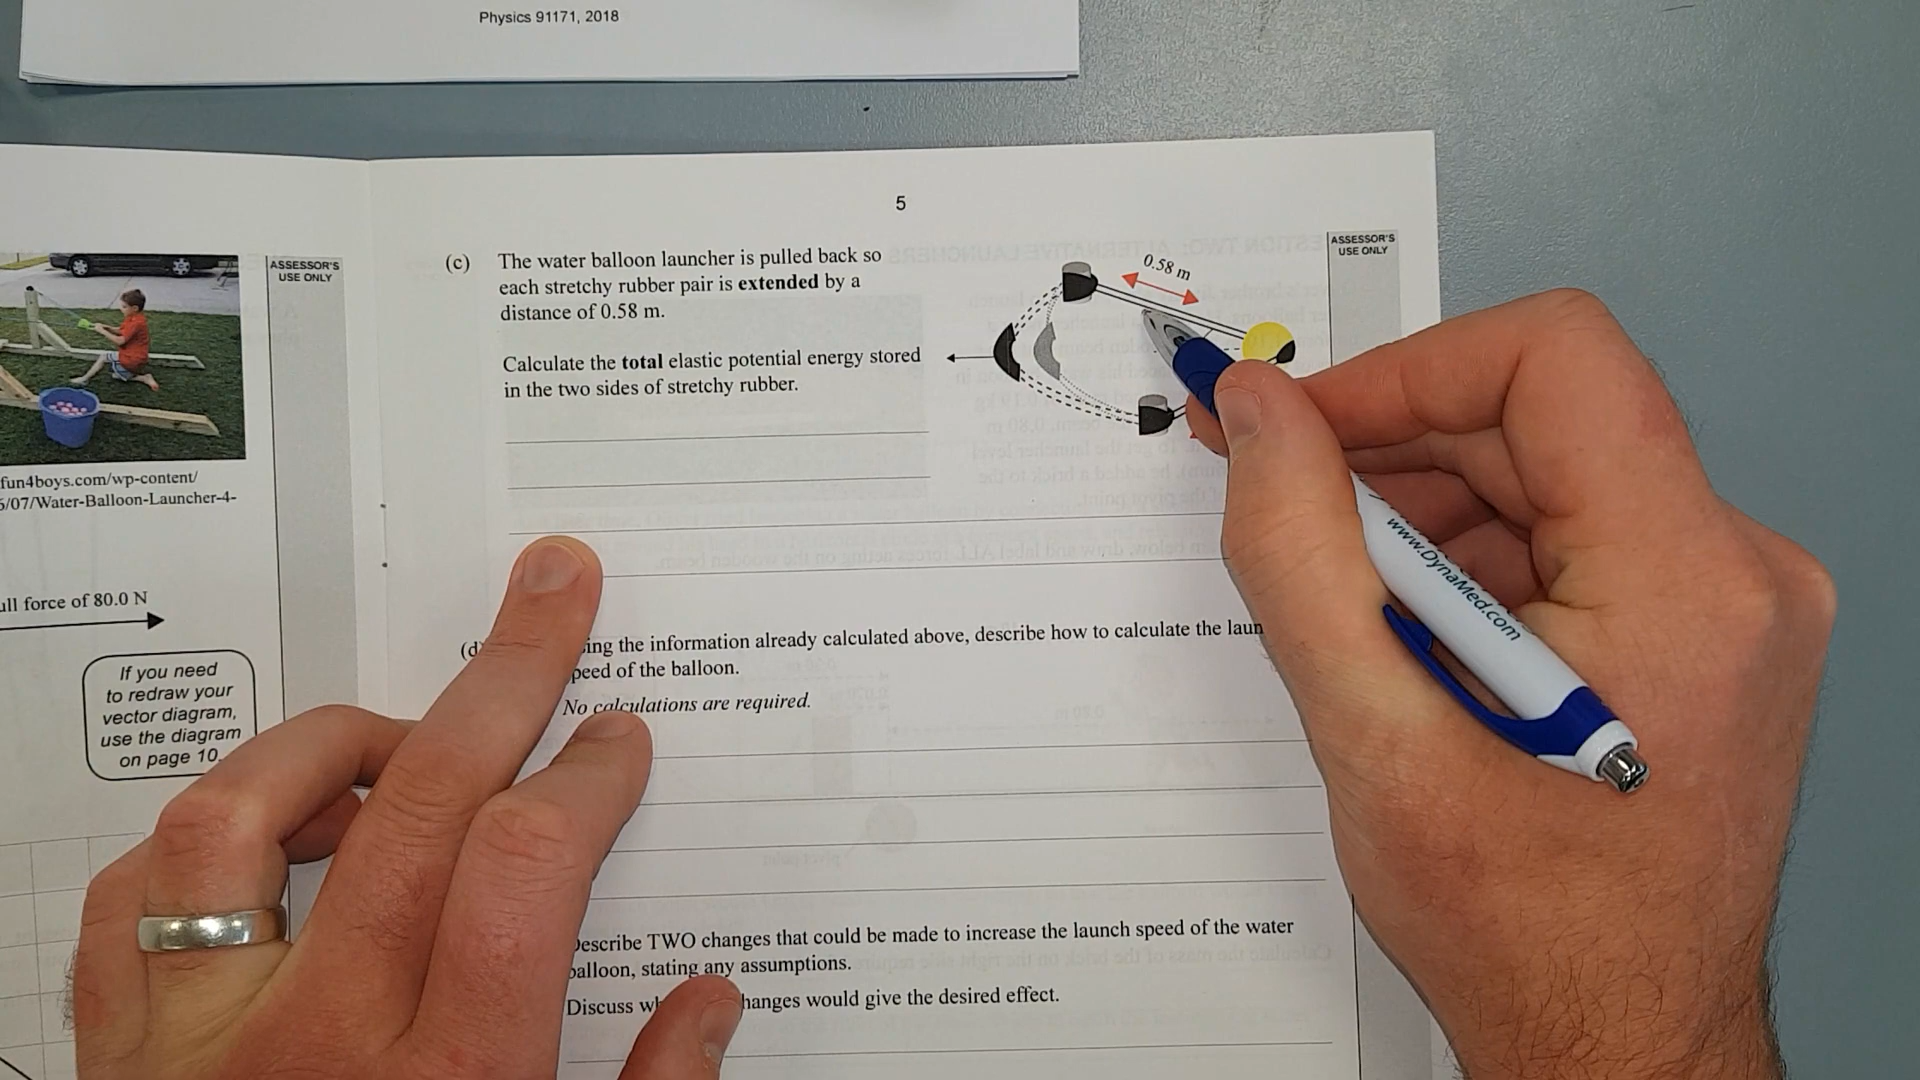 Physics 91171, 2018
fun4boys.com/wp-content/
/07/Water-Balloon-Launcher-4-
ull force of 80.0 N
If you need
to redraw your
vector diagram,
use the diagram
on page 10.
ASSESSOR'S
USE ONLY
5
(c) The water balloon launcher is pulled back so
each stretchy rubber pair is extended by a
distance of 0.58 m.
Calculate the total elastic potential energy stored
in the two sides of stretchy rubber.
0.58 m
ASSESSOR'S
USE ONLY
(d) ing the information already calculated above, describe how to calculate the laun
peed of the balloon.
No calculations are required.
escribe TWO changes that could be made to increase the launch speed of the water
balloon, stating any assumptions.
Discuss hanges would give the desired effect.
www.DynaMed.com